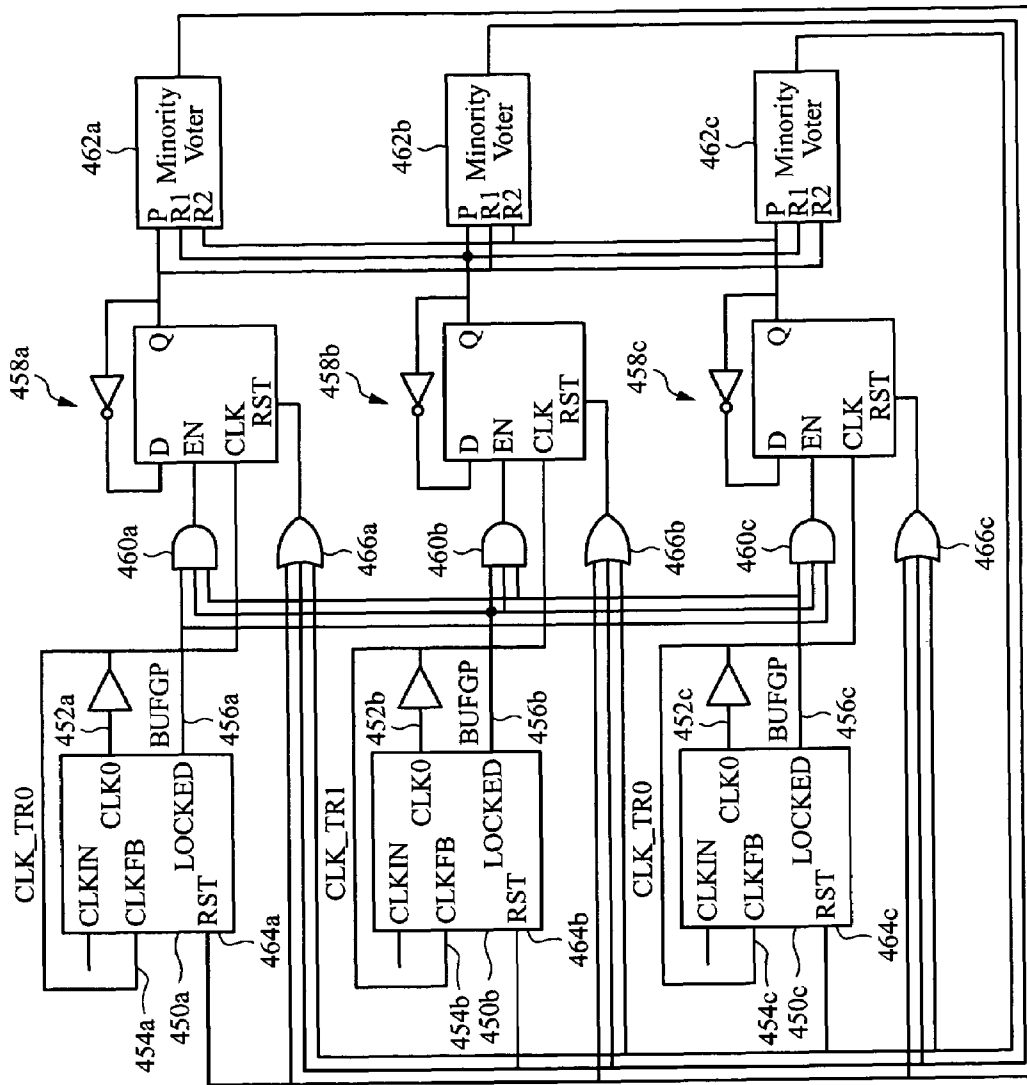 CLK_TR0
CLKIN
CLKFB
CLK0
LOCKED
RST
452a
BUFGP
456a
454a
450a
464a
460a
466a
458a
D
EN
CLK
RST
Q
462a
P
R1
R2
Minority
Voter
CLK_TR1
CLKIN
CLKFB
CLK0
LOCKED
RST
452b
BUFGP
456b
454b
450b
464b
460b
466b
458b
D
EN
CLK
RST
Q
462b
P
R1
R2
Minority
Voter
CLK_TR0
CLKIN
CLKFB
CLK0
LOCKED
RST
452c
BUFGP
456c
454c
450c
464c
460c
466c
458c
D
EN
CLK
RST
Q
462c
P
R1
R2
Minority
Voter